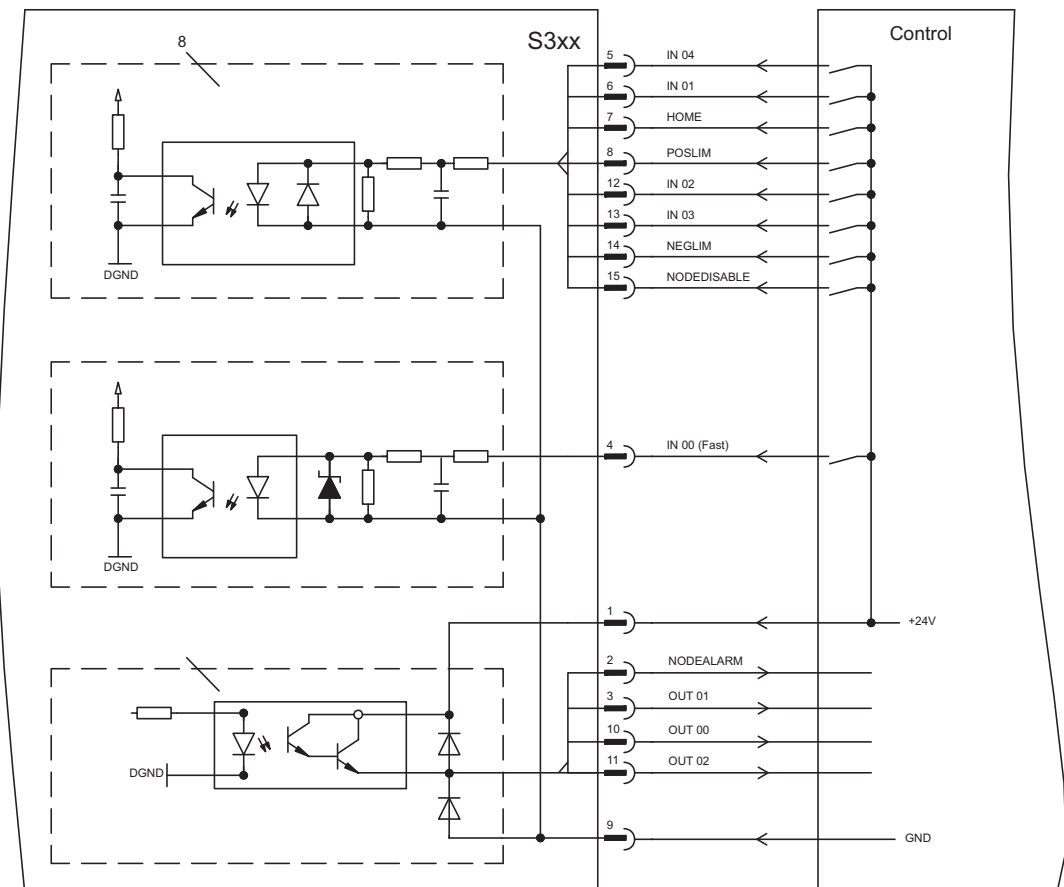 8
S3xx
Control
5 IN 04
6 IN 01
7 HOME
8 POSLIM
12 IN 02
13 IN 03
14 NEGLIM
15 NODEDISABLE
DGND
4 IN 00 (Fast)
DGND
1 +24V
2 NODEALARM
3 OUT 01
10 OUT 00
11 OUT 02
DGND
9 GND